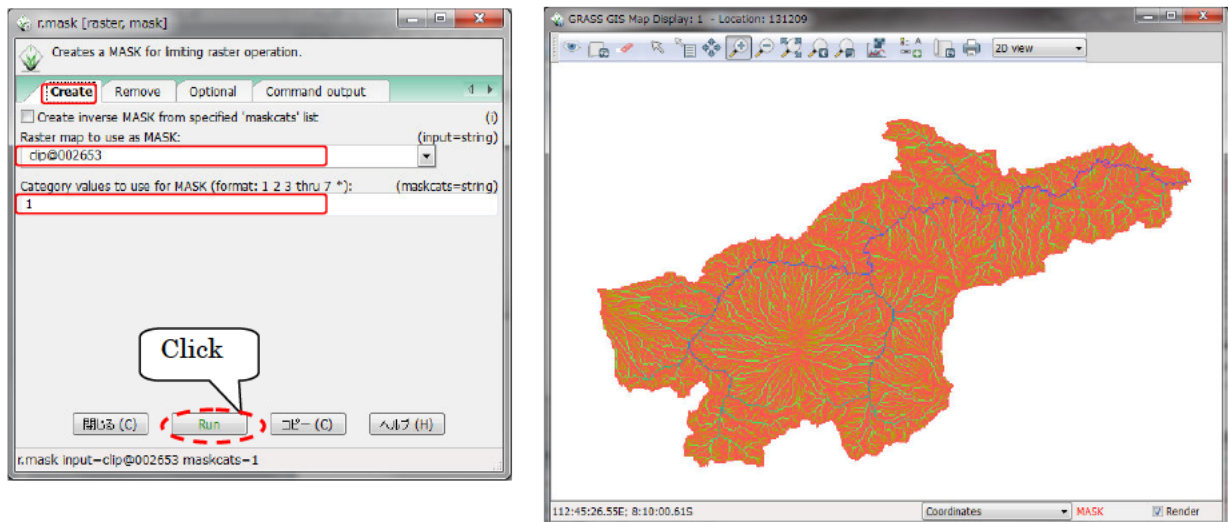 r.mask [raster, mask]
Creates a MASK for limiting raster operation.
Create Remove Optional Command output
Create inverse MASK from specified 'maskcats' list (i)
Raster map to use as MASK: (input=string)
clip@002653
Category values to use for MASK (format: 1 2 3 thru 7 *): (maskcats=string)
1
Click
閉じる (C) Run コピー (C) ヘルプ (H)
r.mask input=clip@002653 maskcats=1
GRASS GIS Map Display: 1 - Location: 131209
2D view
112:45:26.55E; 8:10:00.61S Coordinates MASK Render